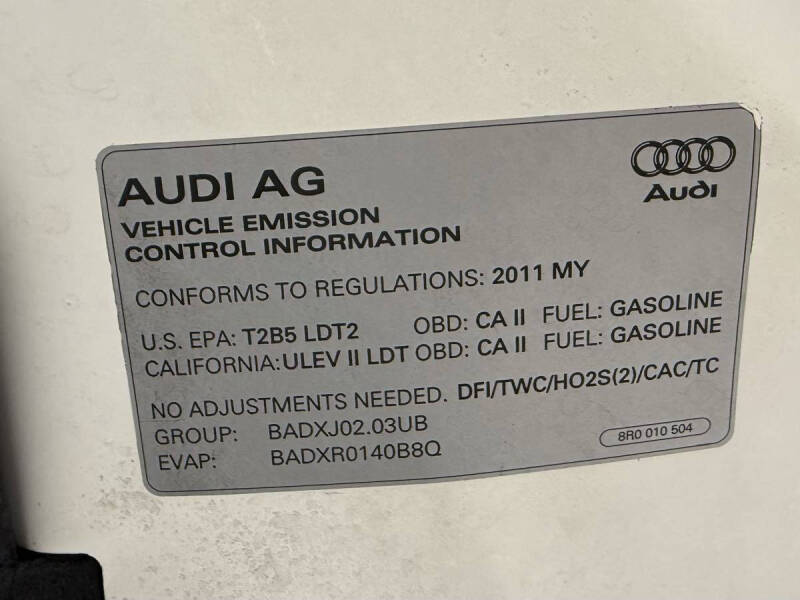 AUDI AG
Audi
VEHICLE EMISSION
CONTROL INFORMATION
CONFORMS TO REGULATIONS: 2011 MY
U.S. EPA: T2B5 LDT2 OBD: CA II FUEL: GASOLINE
CALIFORNIA: ULEV II LDT OBD: CA II FUEL: GASOLINE
NO ADJUSTMENTS NEEDED. DFI/TWC/HO2S(2)/CAC/TC
GROUP: BADXJ02.03UB
EVAP: BADXR0140B8Q
8R0 010 504